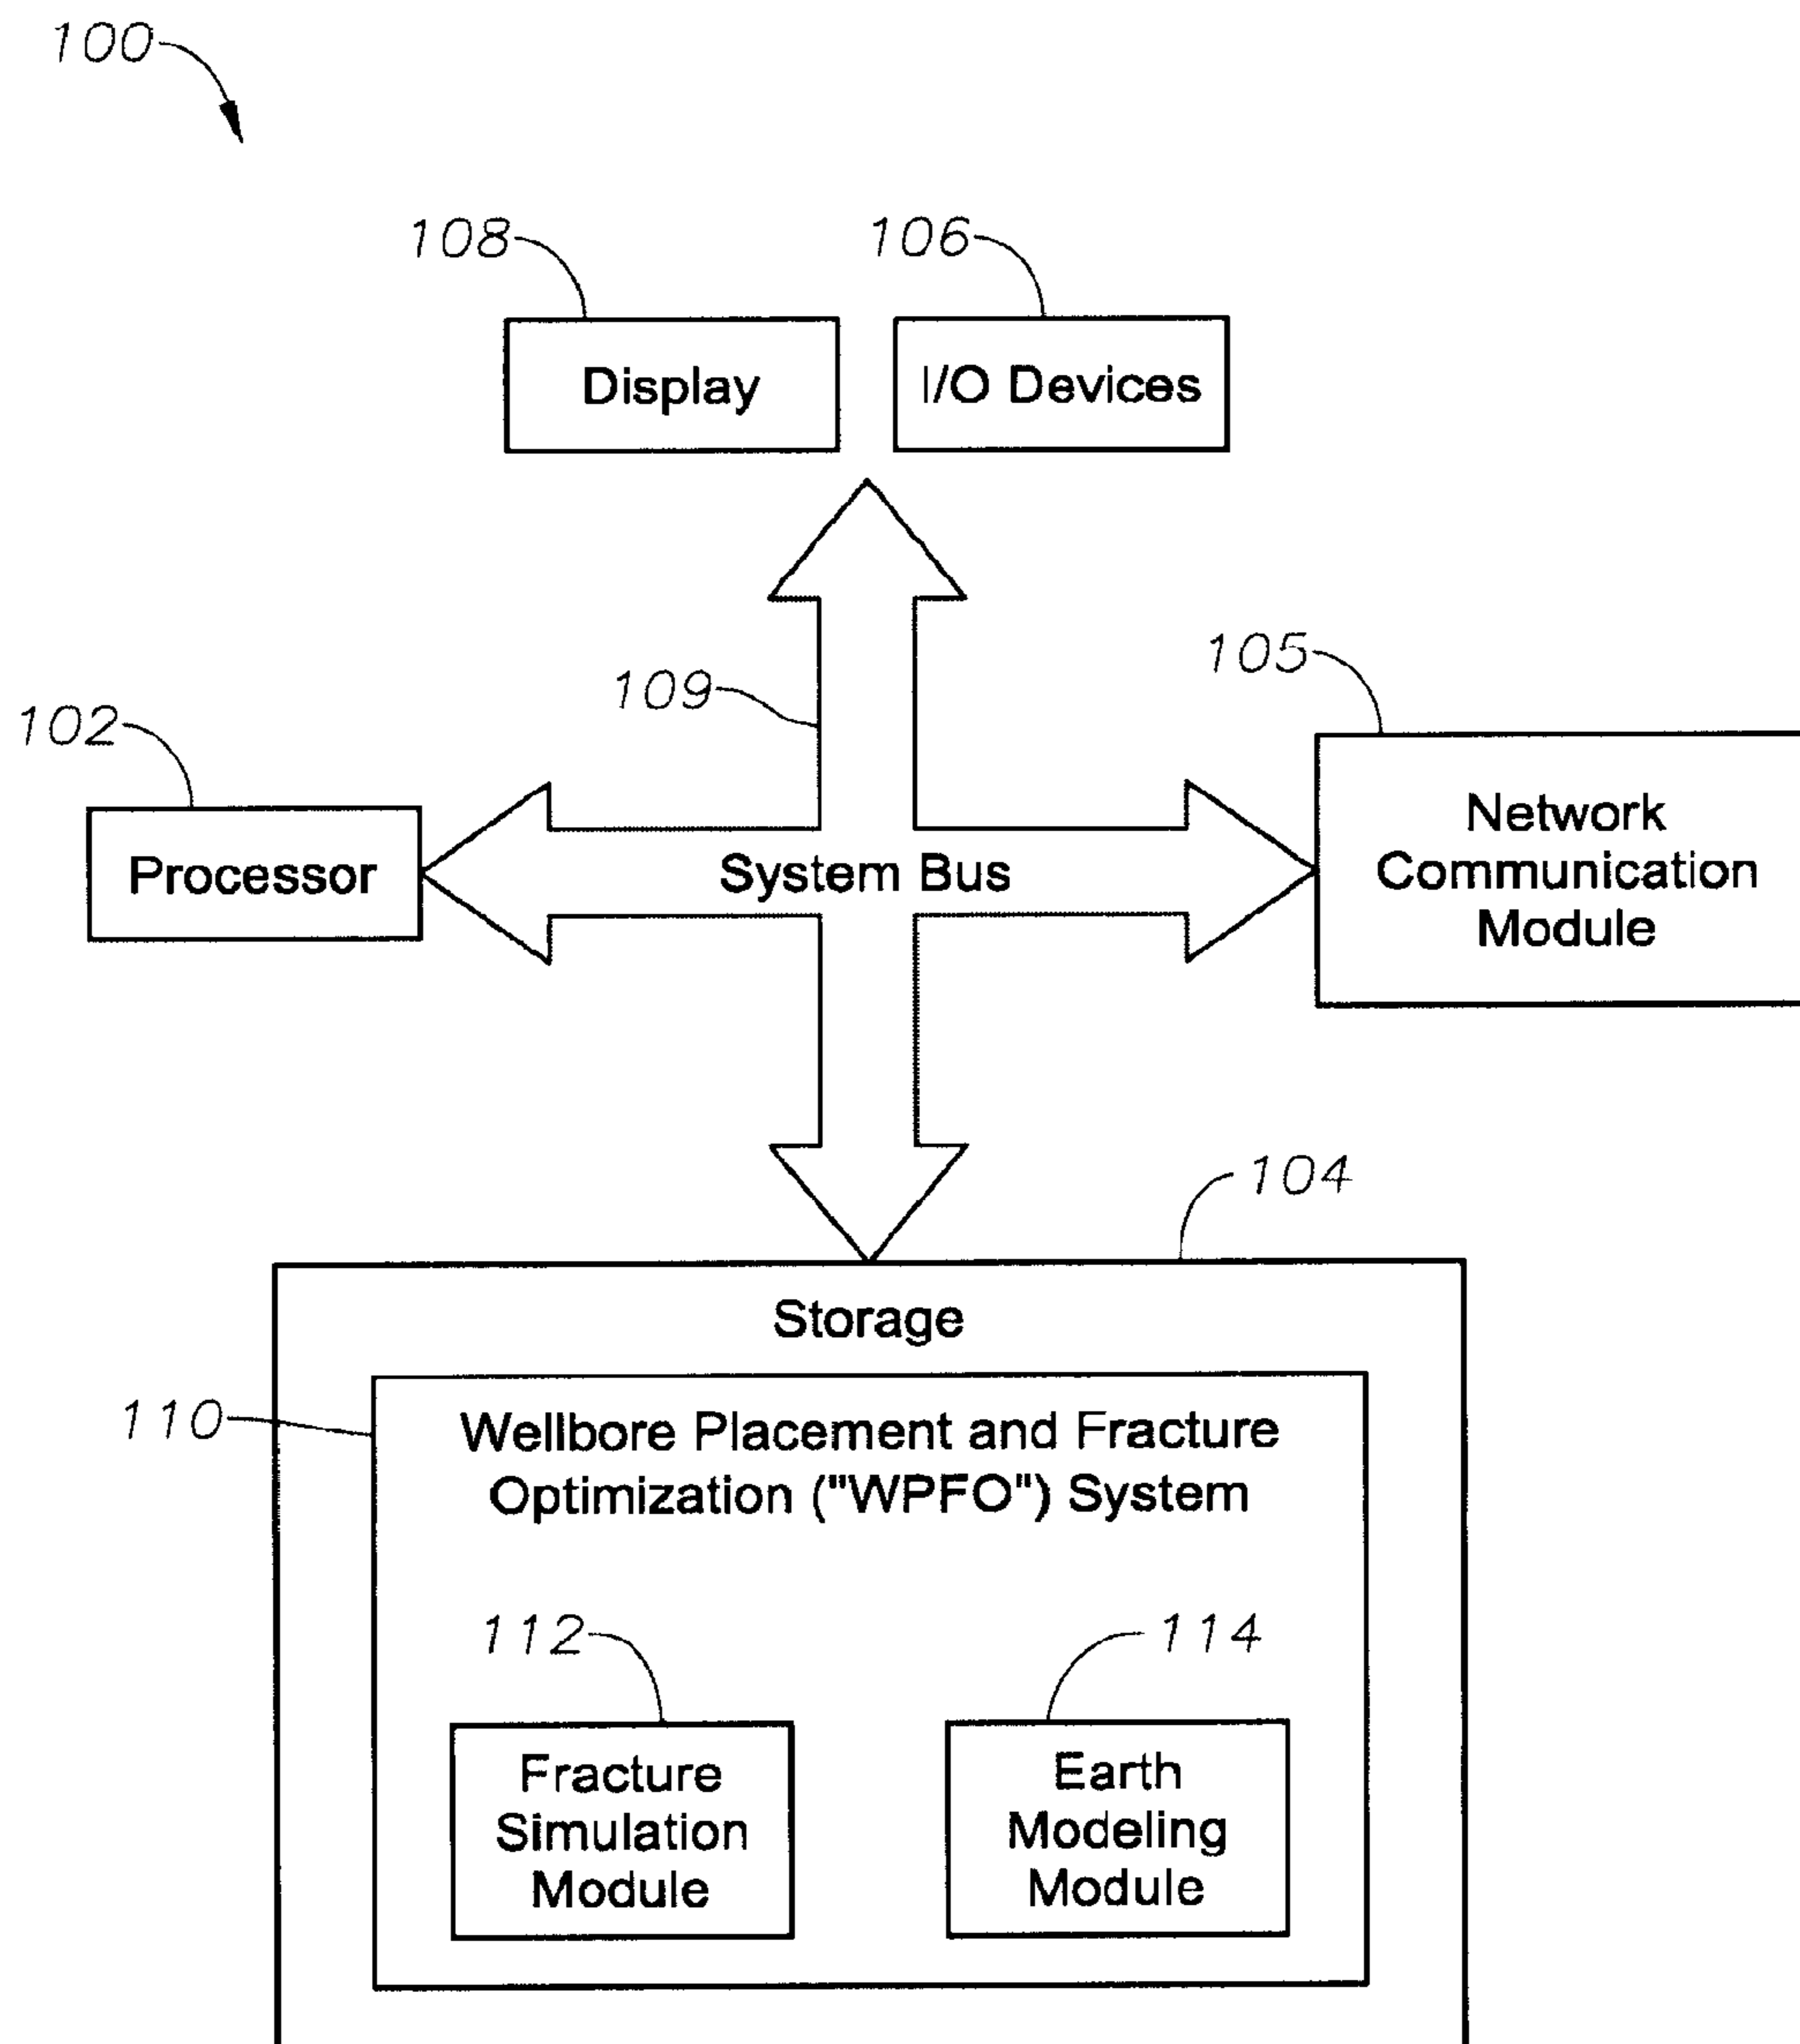 100
108
106
Display
I/O Devices
109
105
102
Processor
System Bus
Network
Communication
Module
104
Storage
110
Wellbore Placement and Fracture
Optimization ("WPFO") System
112
114
Fracture
Simulation
Module
Earth
Modeling
Module